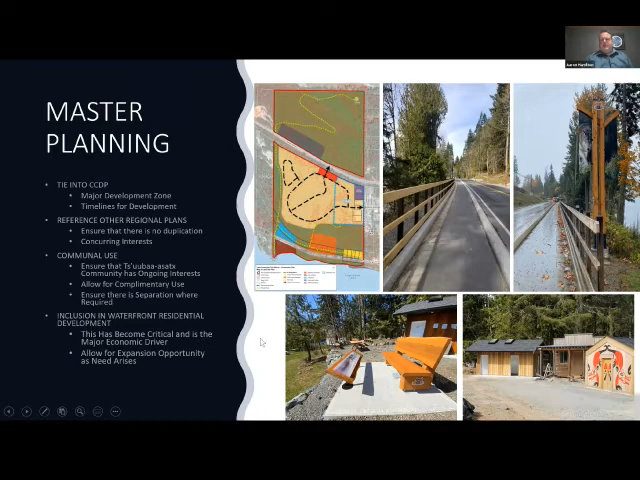 Aaron Hamilton
MASTER
PLANNING
• TIE INTO CCDP
• Major Development Zone
• Timelines for Development
• REFERENCE OTHER REGIONAL PLANS
• Ensure that there is no duplication
• Concurring Interests
• COMMUNAL USE
• Ensure that Ts'uubaa-asatx
Community has Ongoing Interests
• Allow for Complimentary Use
• Ensure there is Separation where
Required
• INCLUSION IN WATERFRONT RESIDENTIAL
DEVELOPMENT
• This Has Become Critical and is the
Major Economic Driver
• Allow for Expansion Opportunity
as Need Arises